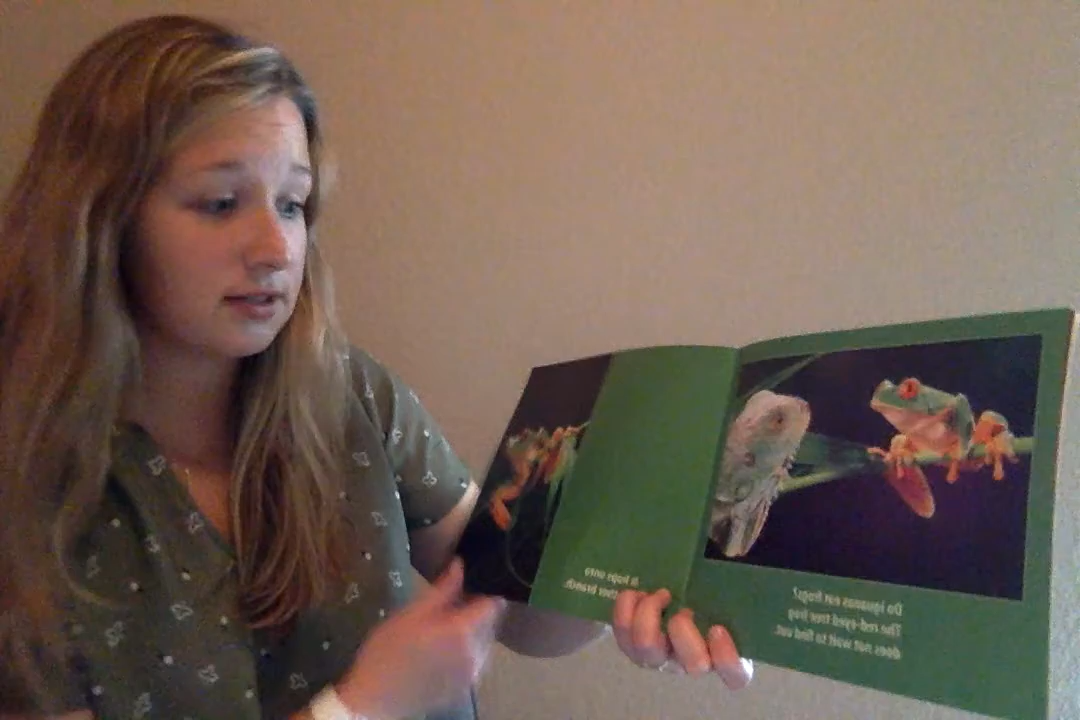 Do iguanas eat frogs?
The red-eyed tree frog
does not wait to find out.
It hops onto
branch.